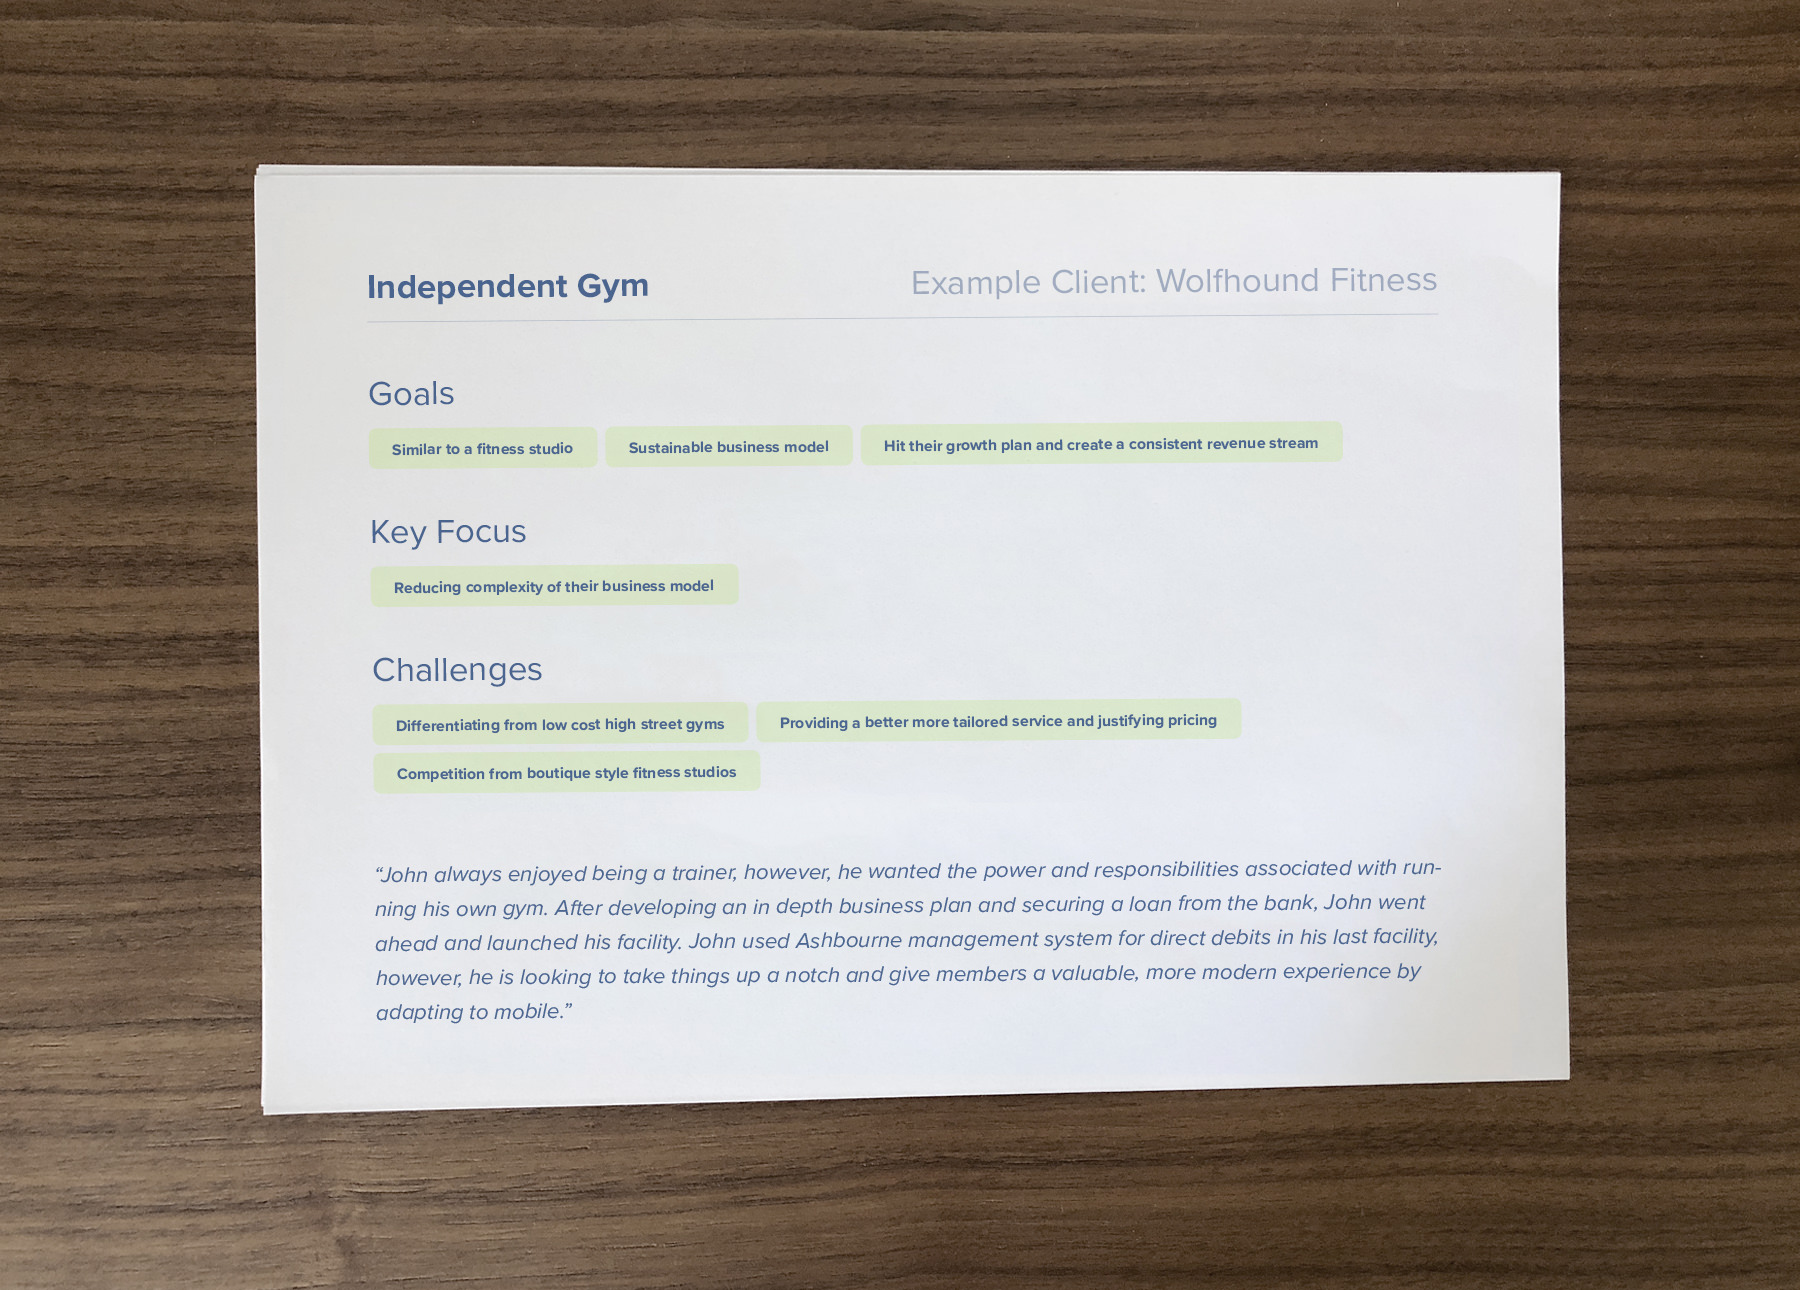 Independent Gym
Example Client: Wolfhound Fitness
Goals
Similar to a fitness studio
Sustainable business model
Hit their growth plan and create a consistent revenue stream
Key Focus
Reducing complexity of their business model
Challenges
Differentiating from low cost high street gyms
Providing a better more tailored service and justifying pricing
Competition from boutique style fitness studios
“John always enjoyed being a trainer, however, he wanted the power and responsibilities associated with run-
ning his own gym. After developing an in depth business plan and securing a loan from the bank, John went
ahead and launched his facility. John used Ashbourne management system for direct debits in his last facility,
however, he is looking to take things up a notch and give members a valuable, more modern experience by
adapting to mobile.”